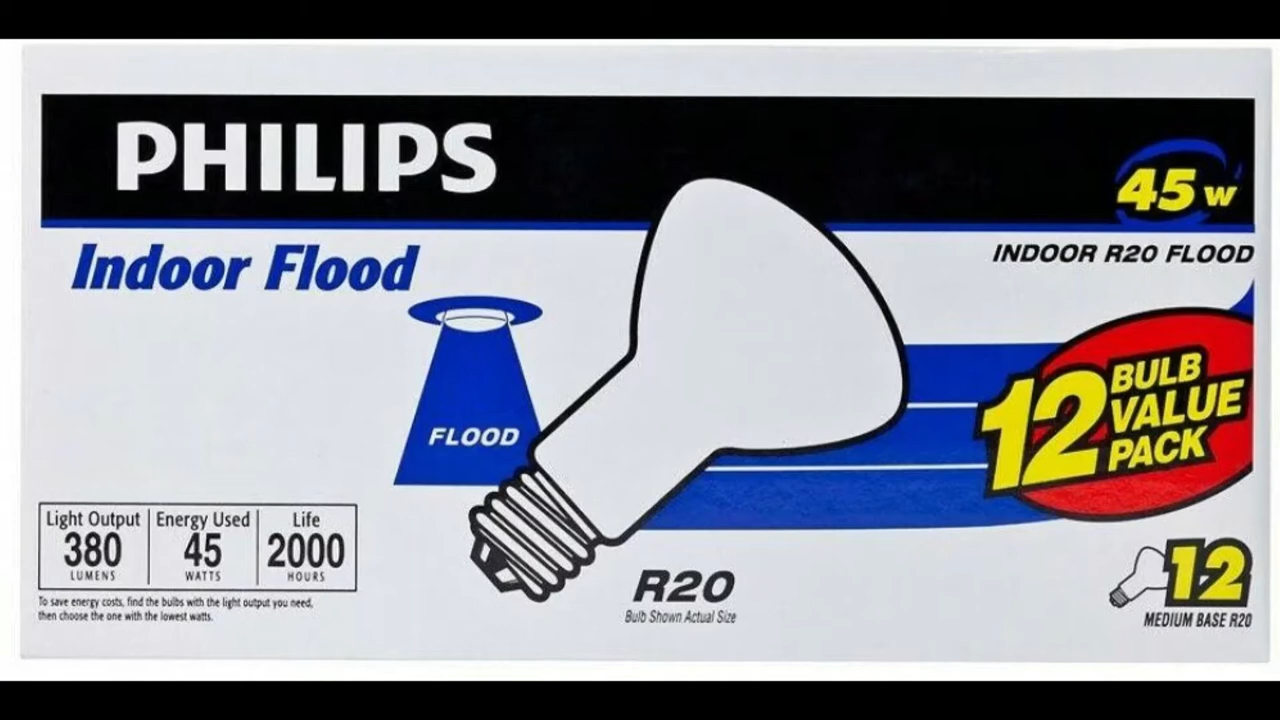 PHILIPS
45 W
INDOOR R20 FLOOD
Indoor Flood
FLOOD
12 BULB
VALUE
PACK
Light Output Energy Used Life
380 45 2000
LUMENS WATTS HOURS
To save energy costs, find the bulbs with the light output you need,
then choose the one with the lowest watts.
R20
Bulb Shown Actual Size
12
MEDIUM BASE R20